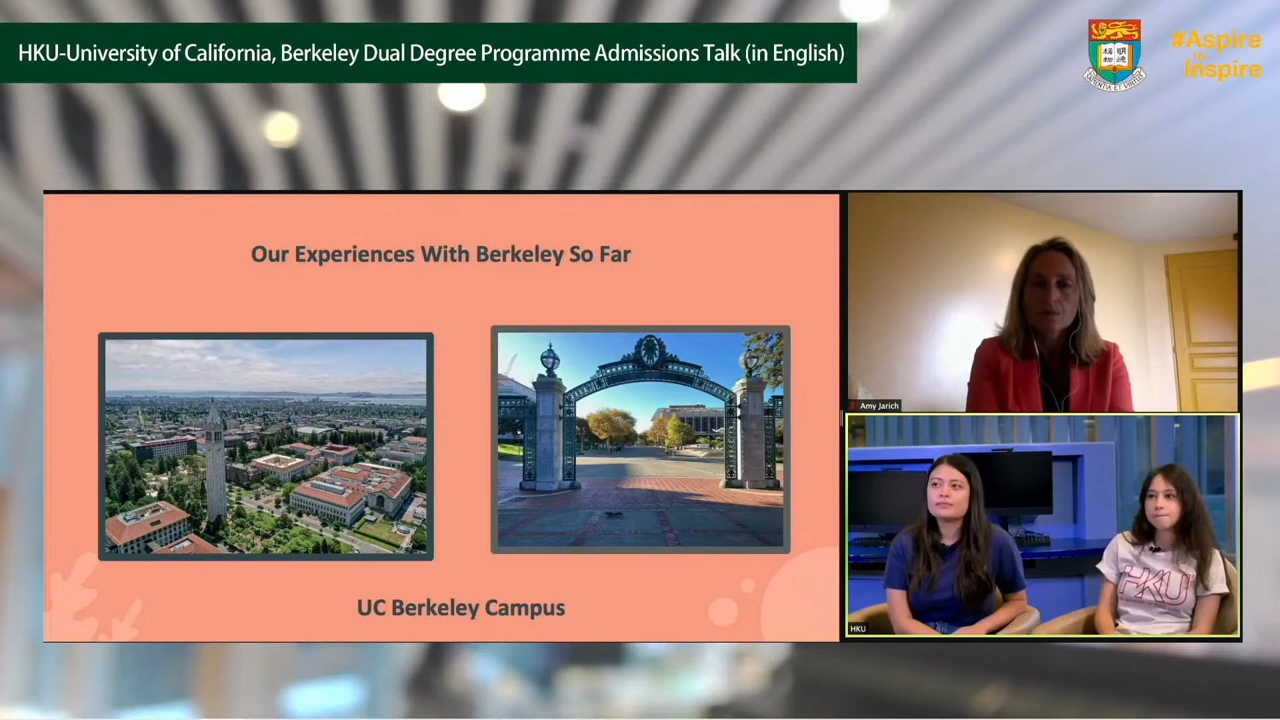 HKU-University of California, Berkeley Dual Degree Programme Admissions Talk (in English)
#Aspire
to
Inspire
Our Experiences With Berkeley So Far
UC Berkeley Campus
Amy Jarich
HKU
HKU